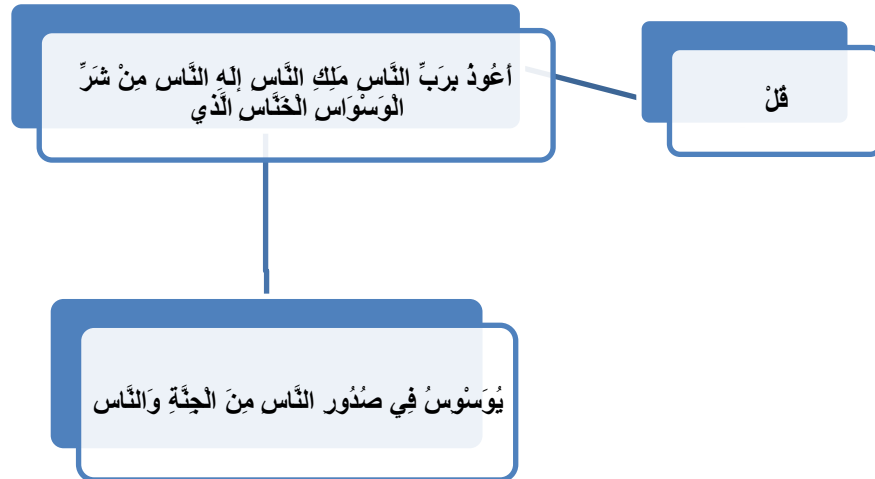 قُلْ
أَعُوذُ بِرَبِّ النَّاسِ مَلِكِ النَّاسِ إِلَهِ النَّاسِ مِنْ شَرِّ
الْوَسْوَاسِ الْخَنَّاسِ الَّذِي
يُوَسْوِسُ فِي صُدُورِ النَّاسِ مِنَ الْجِنَّةِ وَالنَّاس